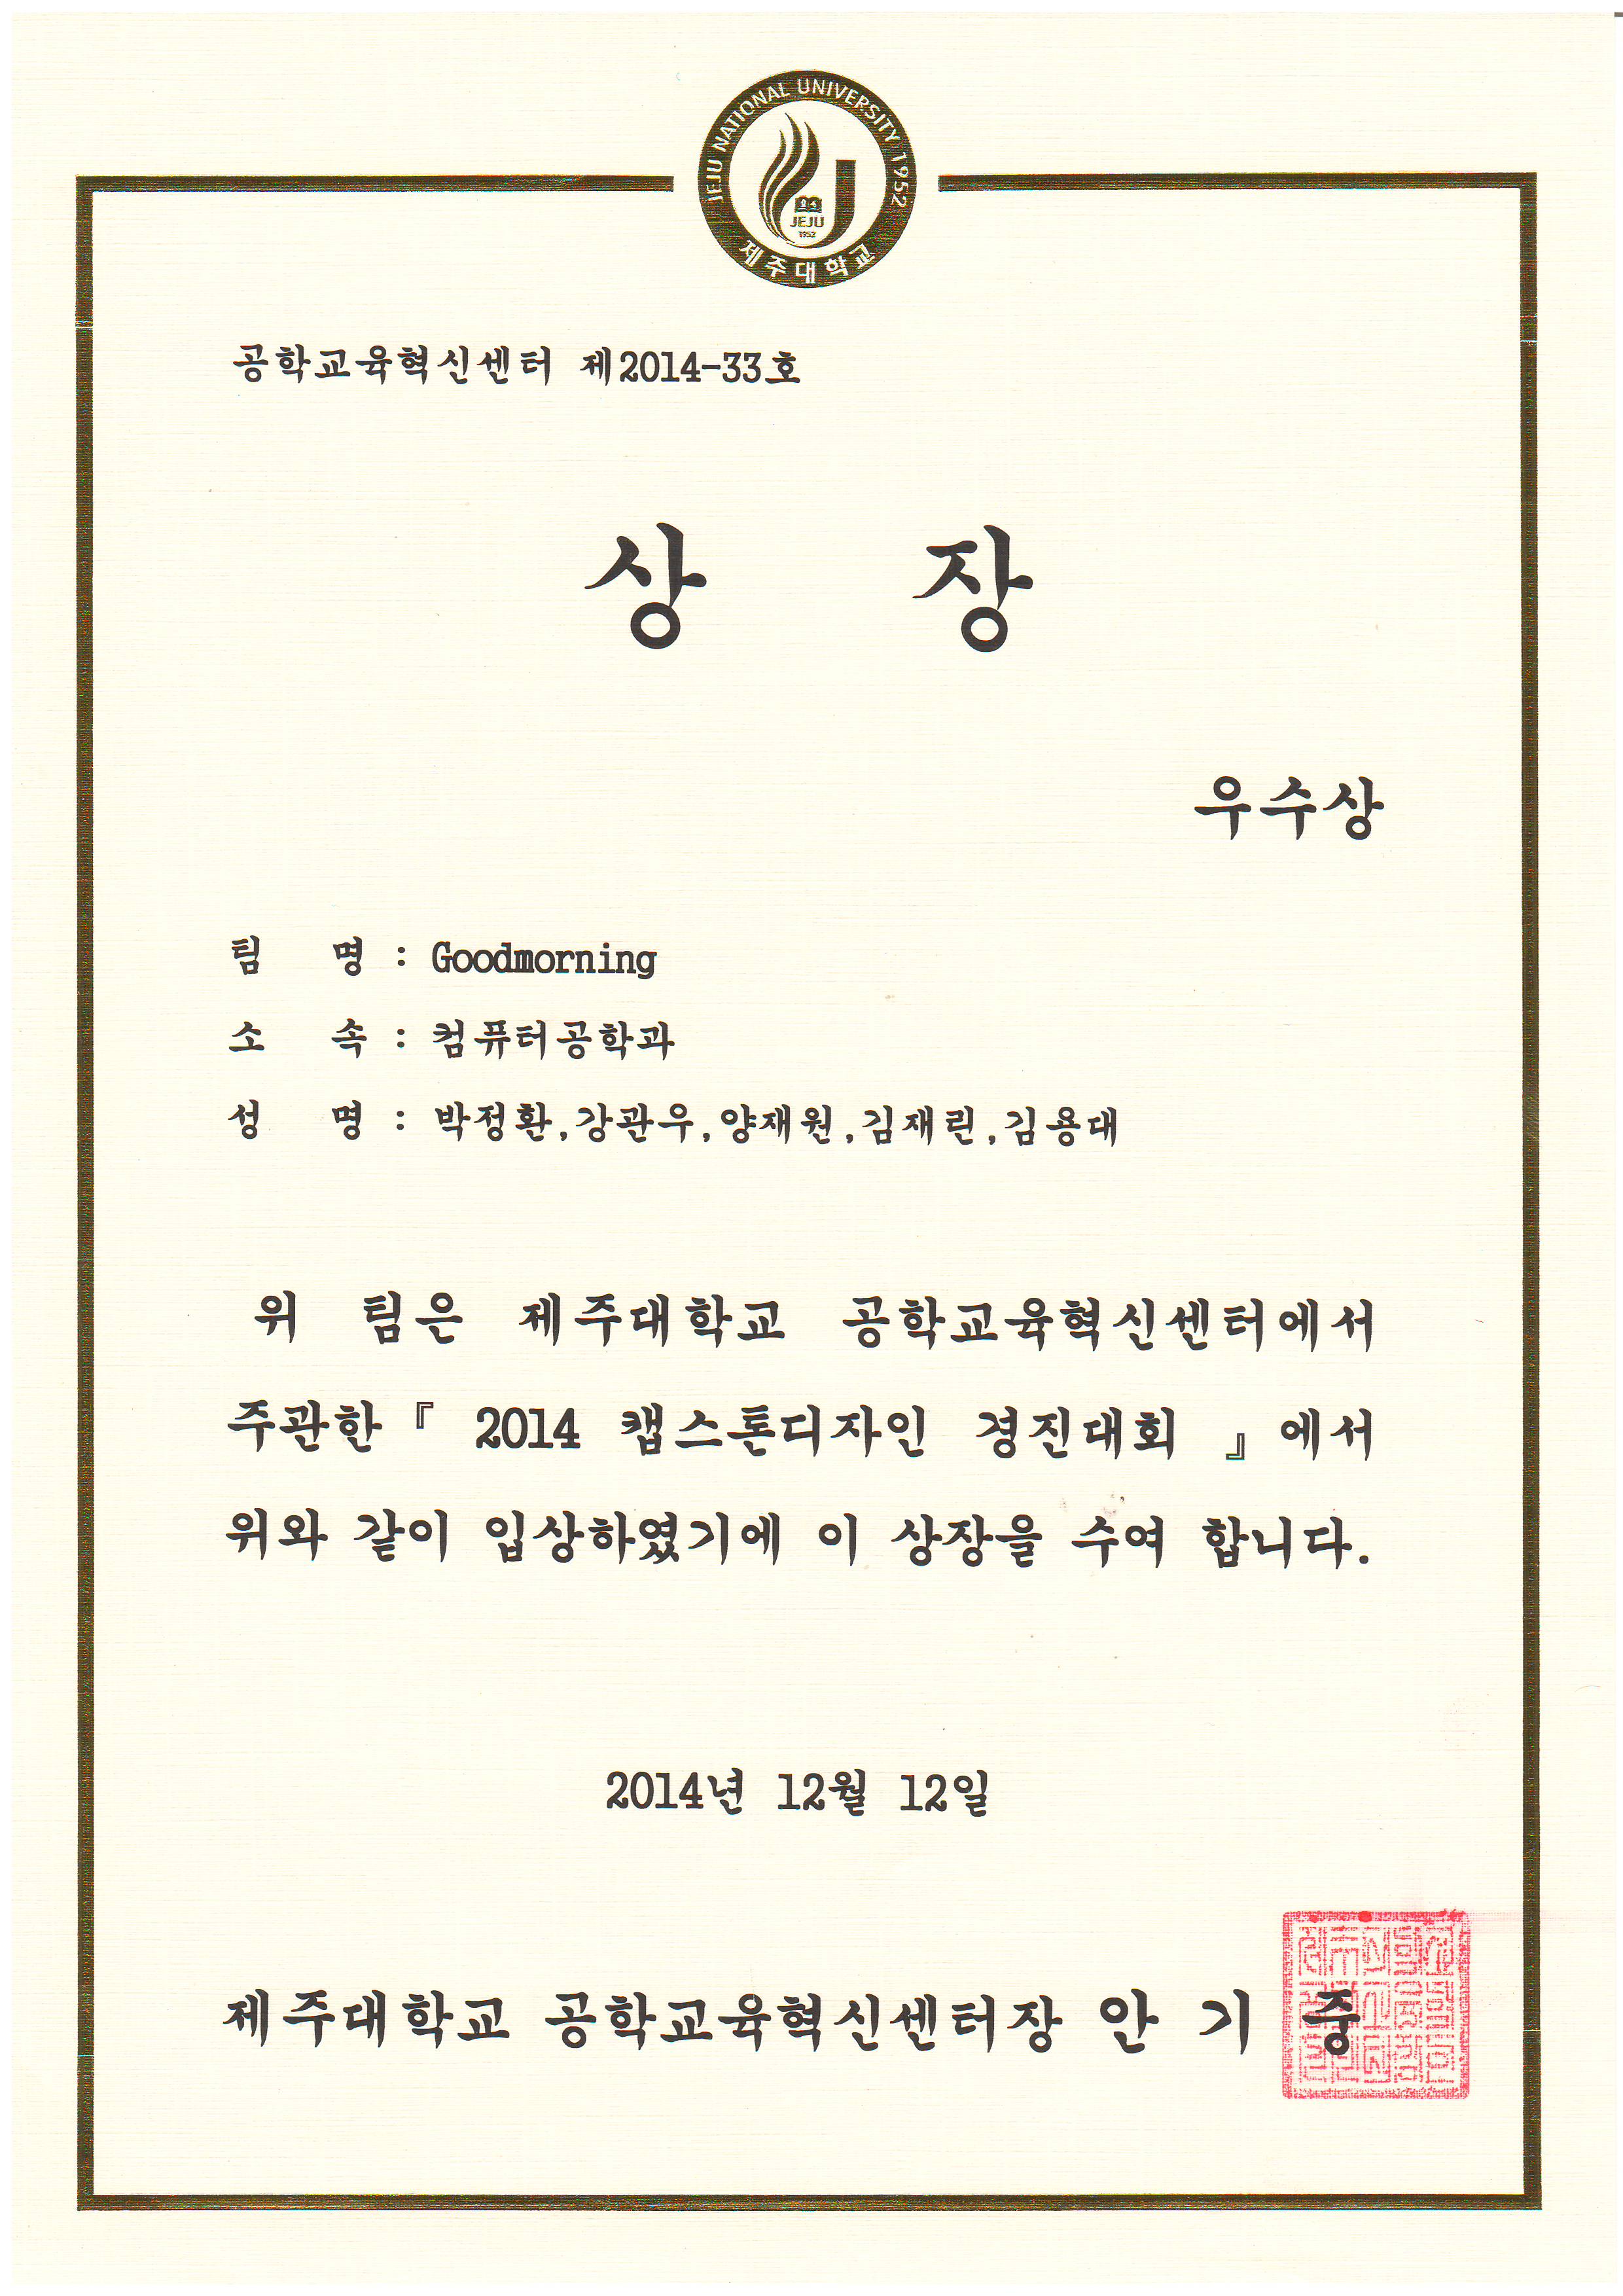 JEJU NATIONAL UNIVERSITY 1952
JEJU
1952
제주대학교
공학교육혁신센터 제2014-33호
상 장
우수상
팀 명 : Goodmorning
소 속 : 컴퓨터공학과
성 명 : 박정환,강관우,양재원,김재린,김용대
위 팀은 제주대학교 공학교육혁신센터에서
주관한『 2014 캡스톤디자인 경진대회 』에서
위와 같이 입상하였기에 이 상장을 수여 합니다.
2014년 12월 12일
제주대학교 공학교육혁신센터장 안 기 중